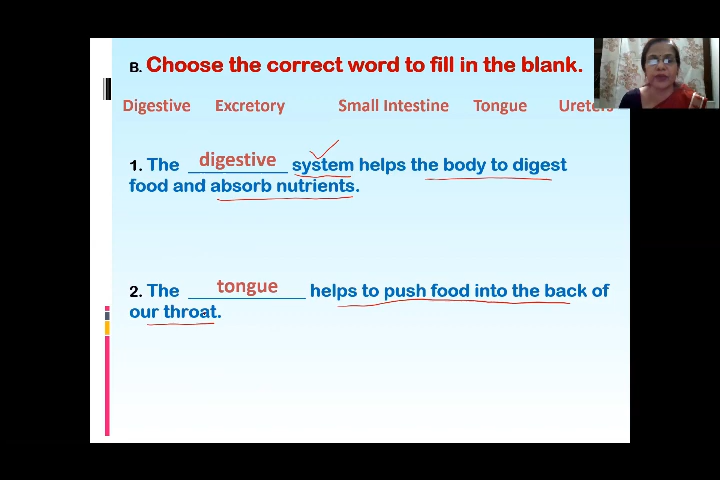 B. Choose the correct word to fill in the blank.
Digestive Excretory Small Intestine Tongue Ureters
1. The digestive system helps the body to digest
food and absorb nutrients.
2. The tongue helps to push food into the back of
our throat.